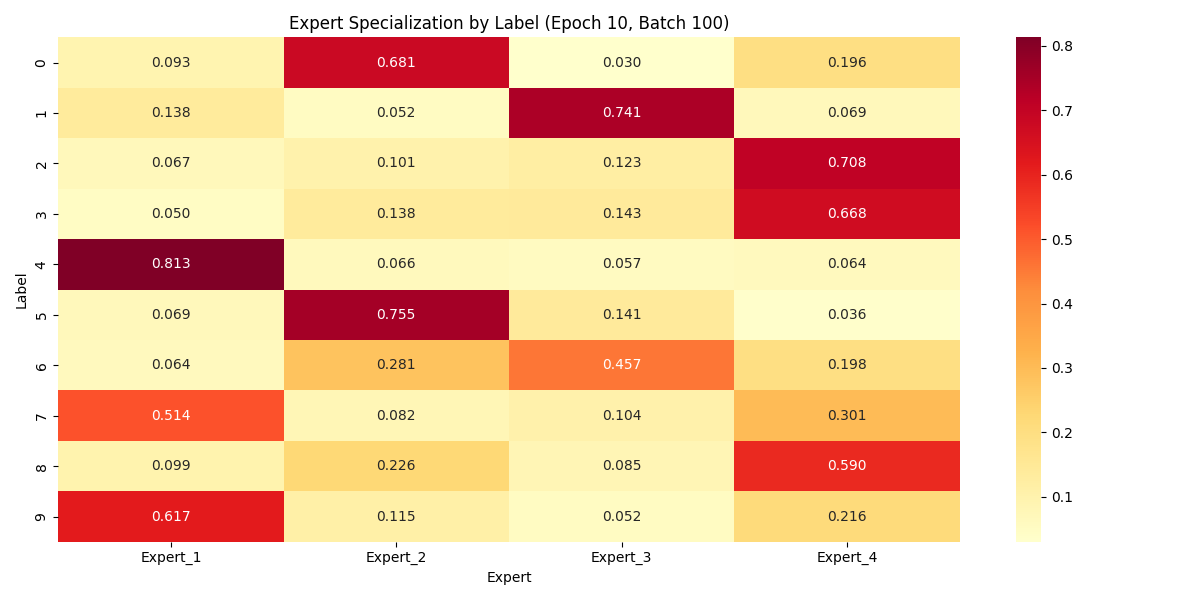 Expert Specialization by Label (Epoch 10, Batch 100)
0 0.093 0.681 0.030 0.196
1 0.138 0.052 0.741 0.069
2 0.067 0.101 0.123 0.708
3 0.050 0.138 0.143 0.668
4 0.813 0.066 0.057 0.064
5 0.069 0.755 0.141 0.036
6 0.064 0.281 0.457 0.198
7 0.514 0.082 0.104 0.301
8 0.099 0.226 0.085 0.590
9 0.617 0.115 0.052 0.216
Label
Expert_1 Expert_2 Expert_3 Expert_4
Expert
0.8
0.7
0.6
0.5
0.4
0.3
0.2
0.1